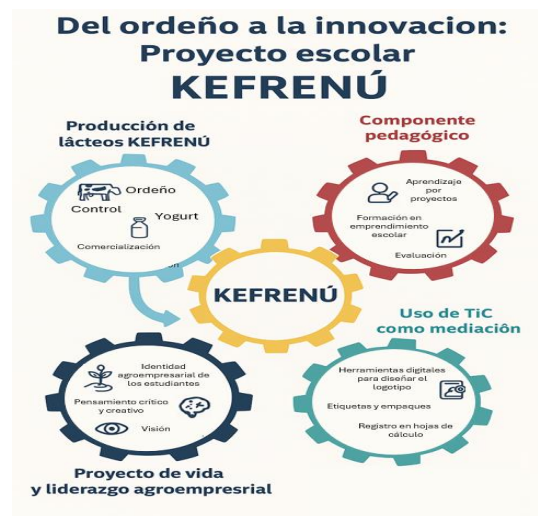 Del ordeño a la innovacion:
Proyecto escolar
KEFRENÚ
Producción de
lâcteos KEFRENÚ
Ordeño
Control
Yogurt
Comercialización
Componente
pedagógico
Aprendizaje
por
proyectos
Formación en
emprendimiento
escolar
Evaluación
KEFRENÚ
Uso de TiC
como mediaciôn
Identidad
agroempresarial de
los estudiantes
Pensamiento crítico
y creativo
Visión
Herramientas digitales
para diseñar el
logotipo
Etiquetas y empaques
Registro en hojas de
cálculo
Proyecto de vida
y liderazgo agroempresrial